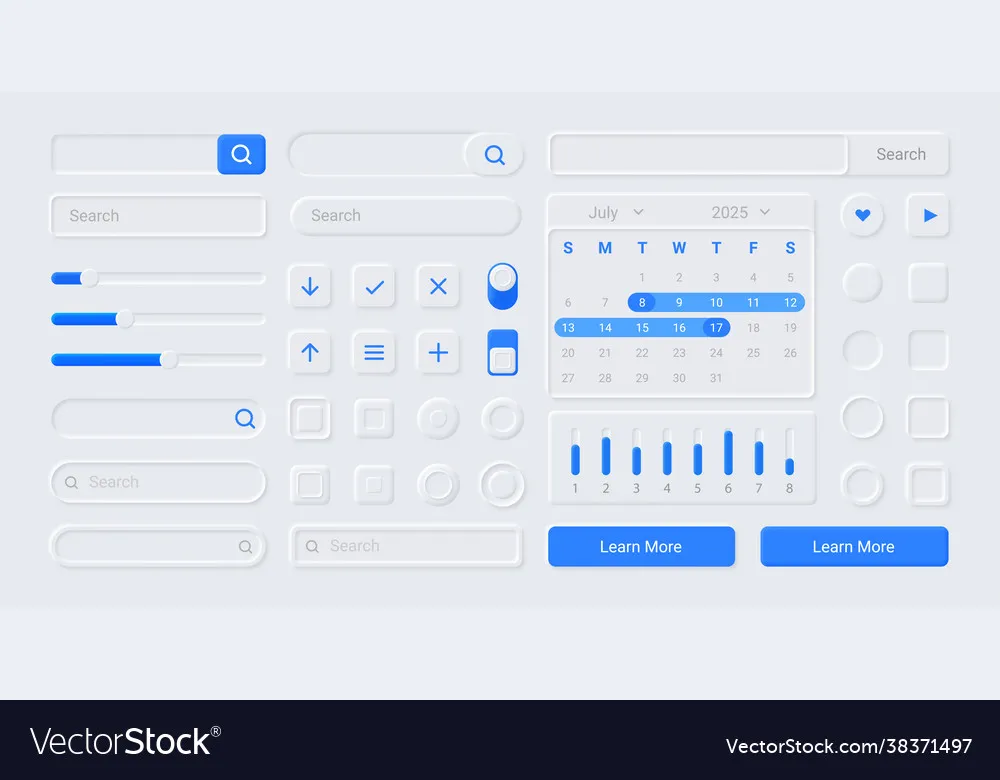 Search
Search
Search
July 2025
S M T W T F S
1 2 3 4 5
6 7 8 9 10 11 12
13 14 15 16 17 18 19
20 21 22 23 24 25 26
27 28 29 30 31
Search
1 2 3 4 5 6 7 8
Search
Learn More
Learn More
VectorStock®
VectorStock.com/38371497